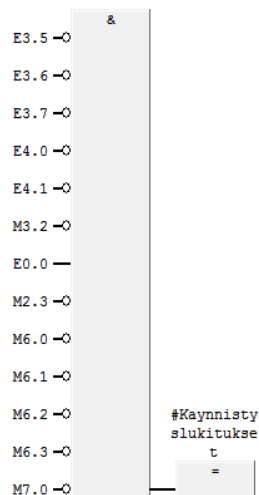 &
E3.5
E3.6
E3.7
E4.0
E4.1
M3.2
E0.0
M2.3
M6.0
M6.1
M6.2
M6.3
M7.0
#Kaynnisty
slukitukse
t
=